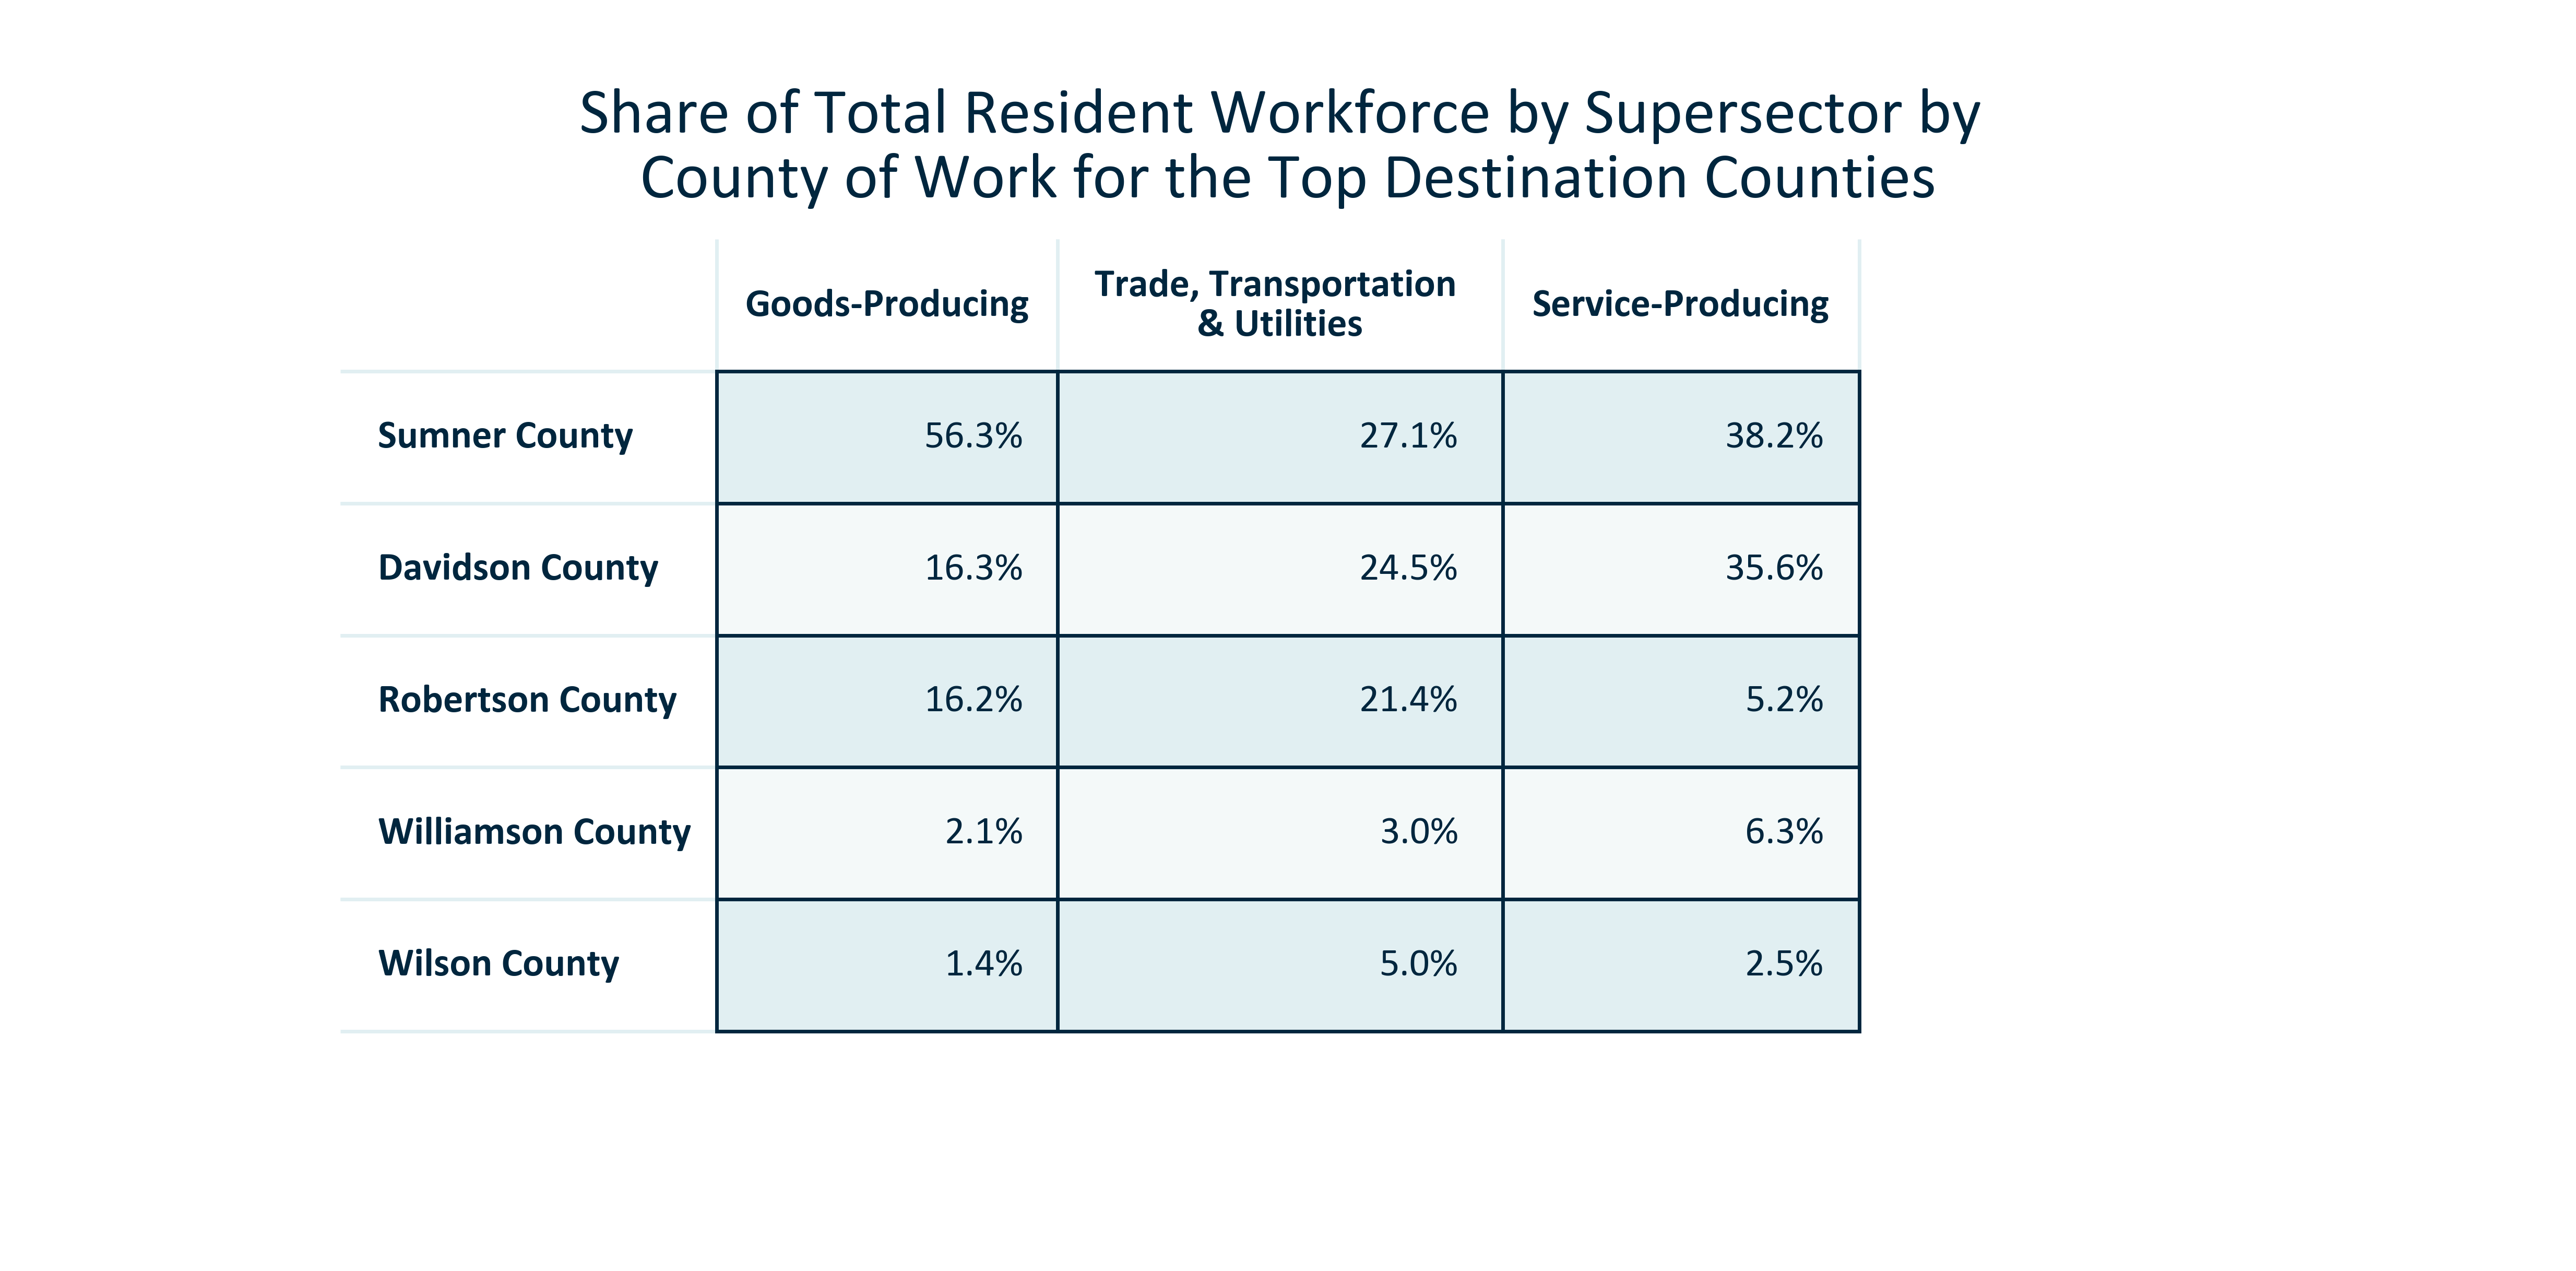 Share of Total Resident Workforce by Supersector by
County of Work for the Top Destination Counties
Goods-Producing Trade, Transportation & Utilities Service-Producing
Sumner County 56.3% 27.1% 38.2%
Davidson County 16.3% 24.5% 35.6%
Robertson County 16.2% 21.4% 5.2%
Williamson County 2.1% 3.0% 6.3%
Wilson County 1.4% 5.0% 2.5%